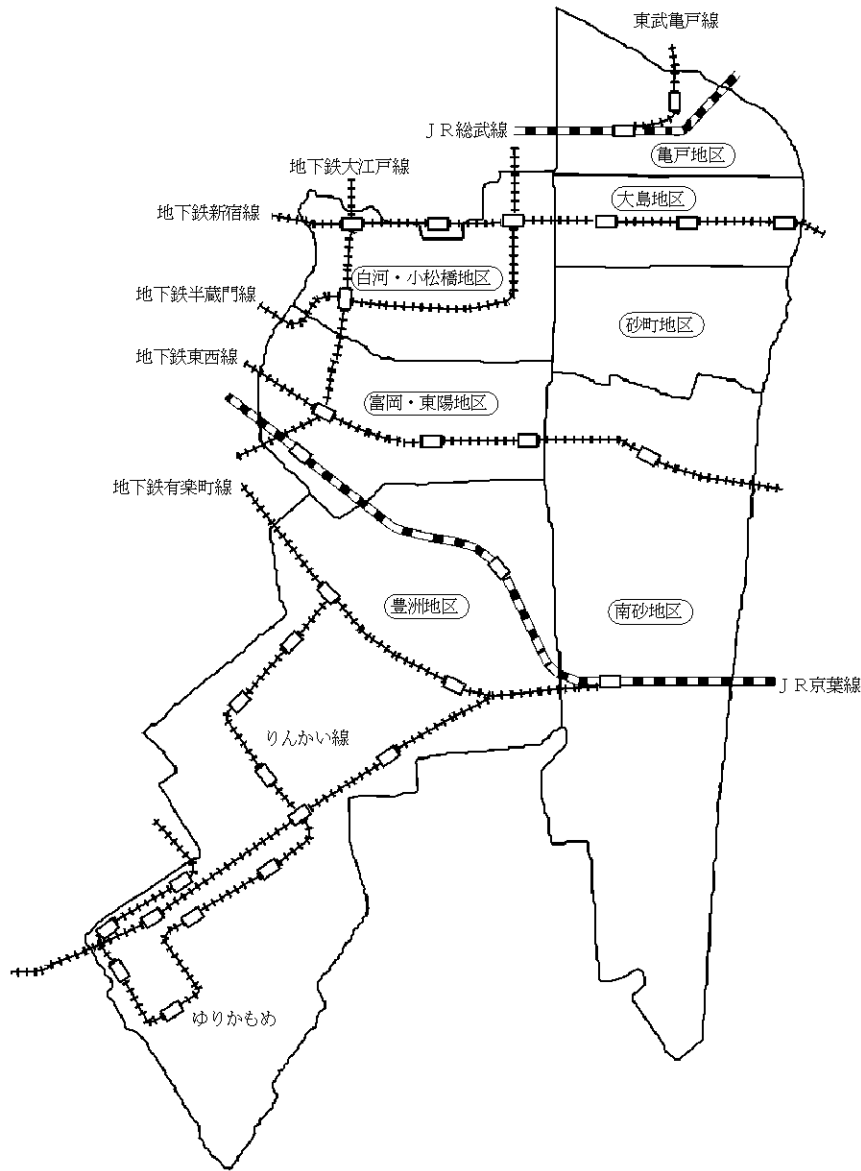 東武亀戸線
ＪＲ総武線
亀戸地区
地下鉄大江戸線
大島地区
地下鉄新宿線
白河・小松橋地区
地下鉄半蔵門線
砂町地区
地下鉄東西線
富岡・東陽地区
地下鉄有楽町線
豊洲地区
南砂地区
ＪＲ京葉線
りんかい線
ゆりかもめ